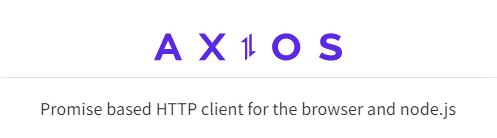 AXIOS
Promise based HTTP client for the browser and node.js